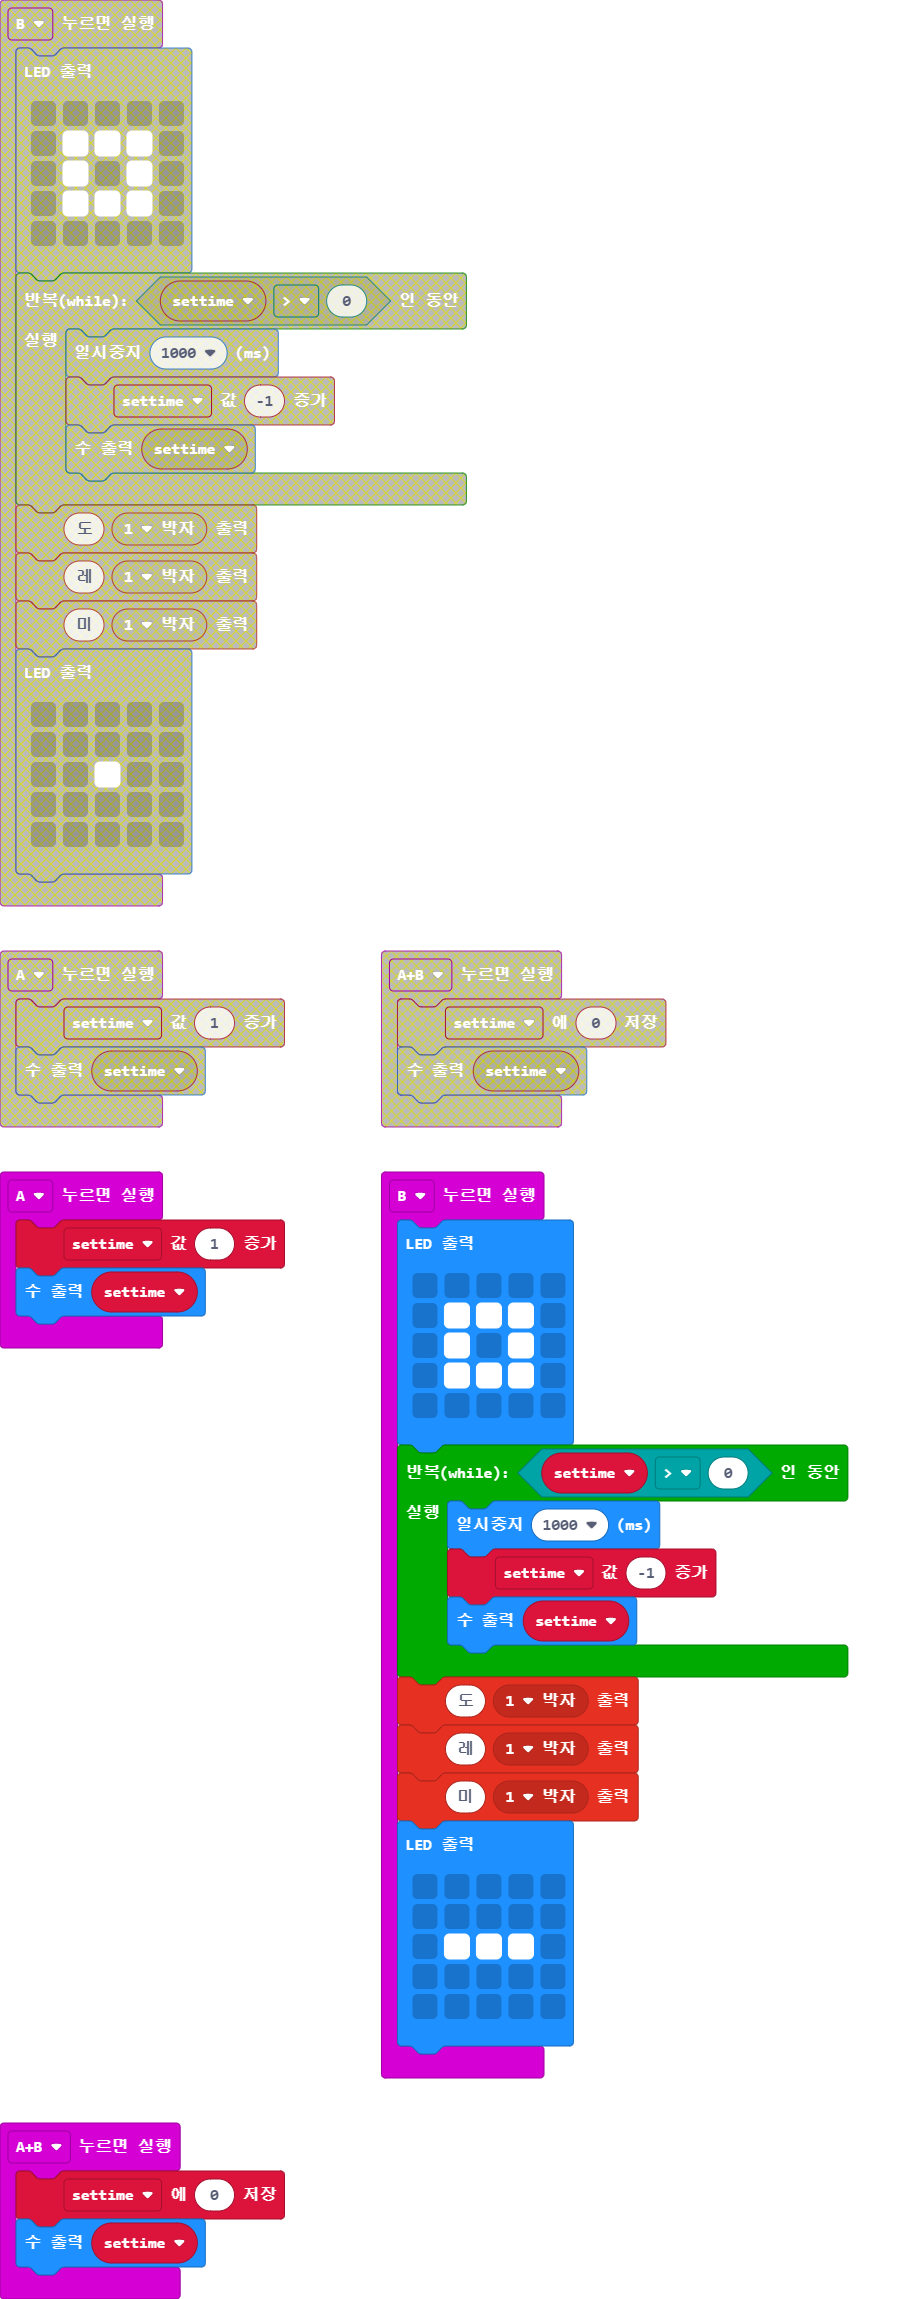 B 누르면 실행
LED 출력
반복(while): settime > 0 인 동안
실행 일시중지 1000 (ms)
settime 값 -1 증가
수 출력 settime
도 1 박자 출력
레 1 박자 출력
미 1 박자 출력
LED 출력
A 누르면 실행
settime 값 1 증가
수 출력 settime
A+B 누르면 실행
settime 에 0 저장
수 출력 settime
A 누르면 실행
settime 값 1 증가
수 출력 settime
B 누르면 실행
LED 출력
반복(while): settime > 0 인 동안
실행 일시중지 1000 (ms)
settime 값 -1 증가
수 출력 settime
도 1 박자 출력
레 1 박자 출력
미 1 박자 출력
LED 출력
A+B 누르면 실행
settime 에 0 저장
수 출력 settime